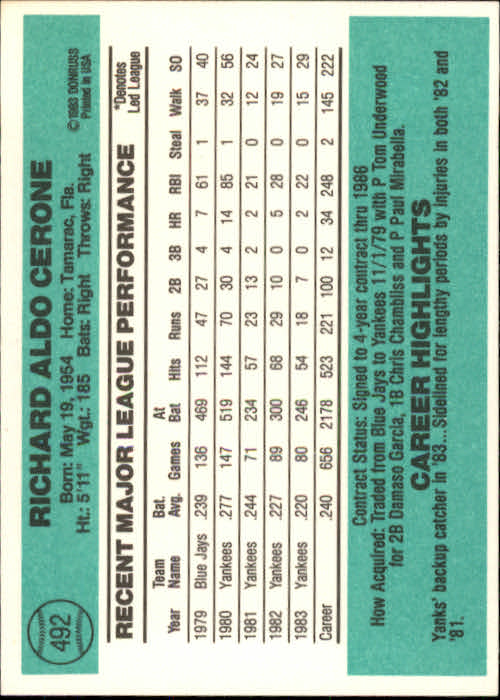 492
RICHARD ALDO CERONE
Born: May 19, 1954 Home: Tamarac, Fla.
Ht.: 5'11" Wgt.: 185 Bats: Right Throws: Right
©1983 DONRUSS
Printed in USA
RECENT MAJOR LEAGUE PERFORMANCE
*Denotes
Led League
Year Team Name Bat. Avg. Games At Bat Hits Runs 2B 3B HR RBI Steal Walk SO
1979 Blue Jays .239 136 469 112 47 27 4 7 61 1 37 40
1980 Yankees .277 147 519 144 70 30 4 14 85 1 32 56
1981 Yankees .244 71 234 57 23 13 2 2 21 0 12 24
1982 Yankees .227 89 300 68 29 10 0 5 28 0 19 27
1983 Yankees .220 80 246 54 18 7 0 2 22 0 15 29
Career .240 656 2178 523 221 100 12 34 248 2 145 222
Contract Status: Signed to 4-year contract thru 1986
How Acquired: Traded from Blue Jays to Yankees 11/1/79 with P Tom Underwood
for 2B Damaso Garcia, 1B Chris Chambliss and P Paul Mirabella.
CAREER HIGHLIGHTS
Yanks' backup catcher in '83...Sidelined for lengthy periods by injuries in both '82 and
'81.